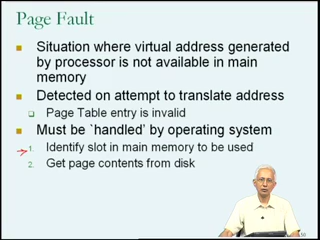 Page Fault
Situation where virtual address generated
by processor is not available in main
memory
Detected on attempt to translate address
Page Table entry is invalid
Must be `handled' by operating system
1. Identify slot in main memory to be used
2. Get page contents from disk